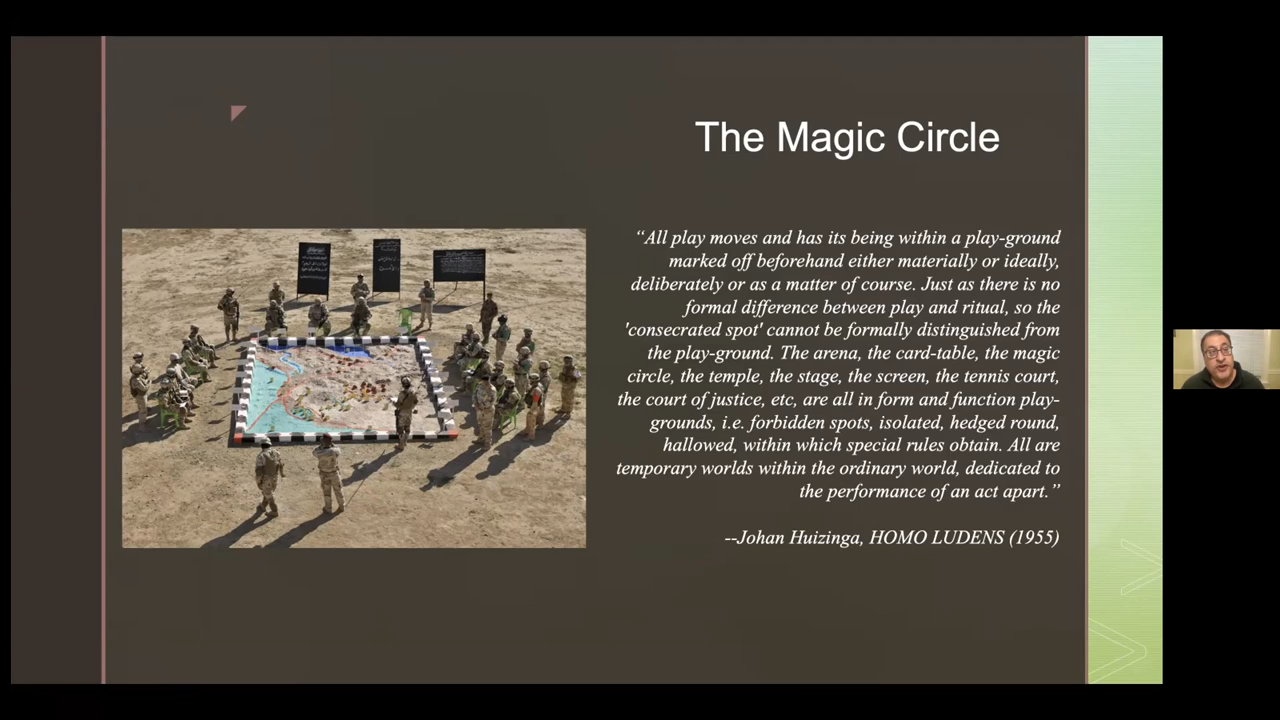 The Magic Circle
“All play moves and has its being within a play-ground
marked off beforehand either materially or ideally,
deliberately or as a matter of course. Just as there is no
formal difference between play and ritual, so the
'consecrated spot' cannot be formally distinguished from
the play-ground. The arena, the card-table, the magic
circle, the temple, the stage, the screen, the tennis court,
the court of justice, etc, are all in form and function play-
grounds, i.e. forbidden spots, isolated, hedged round,
hallowed, within which special rules obtain. All are
temporary worlds within the ordinary world, dedicated to
the performance of an act apart.”
--Johan Huizinga, HOMO LUDENS (1955)